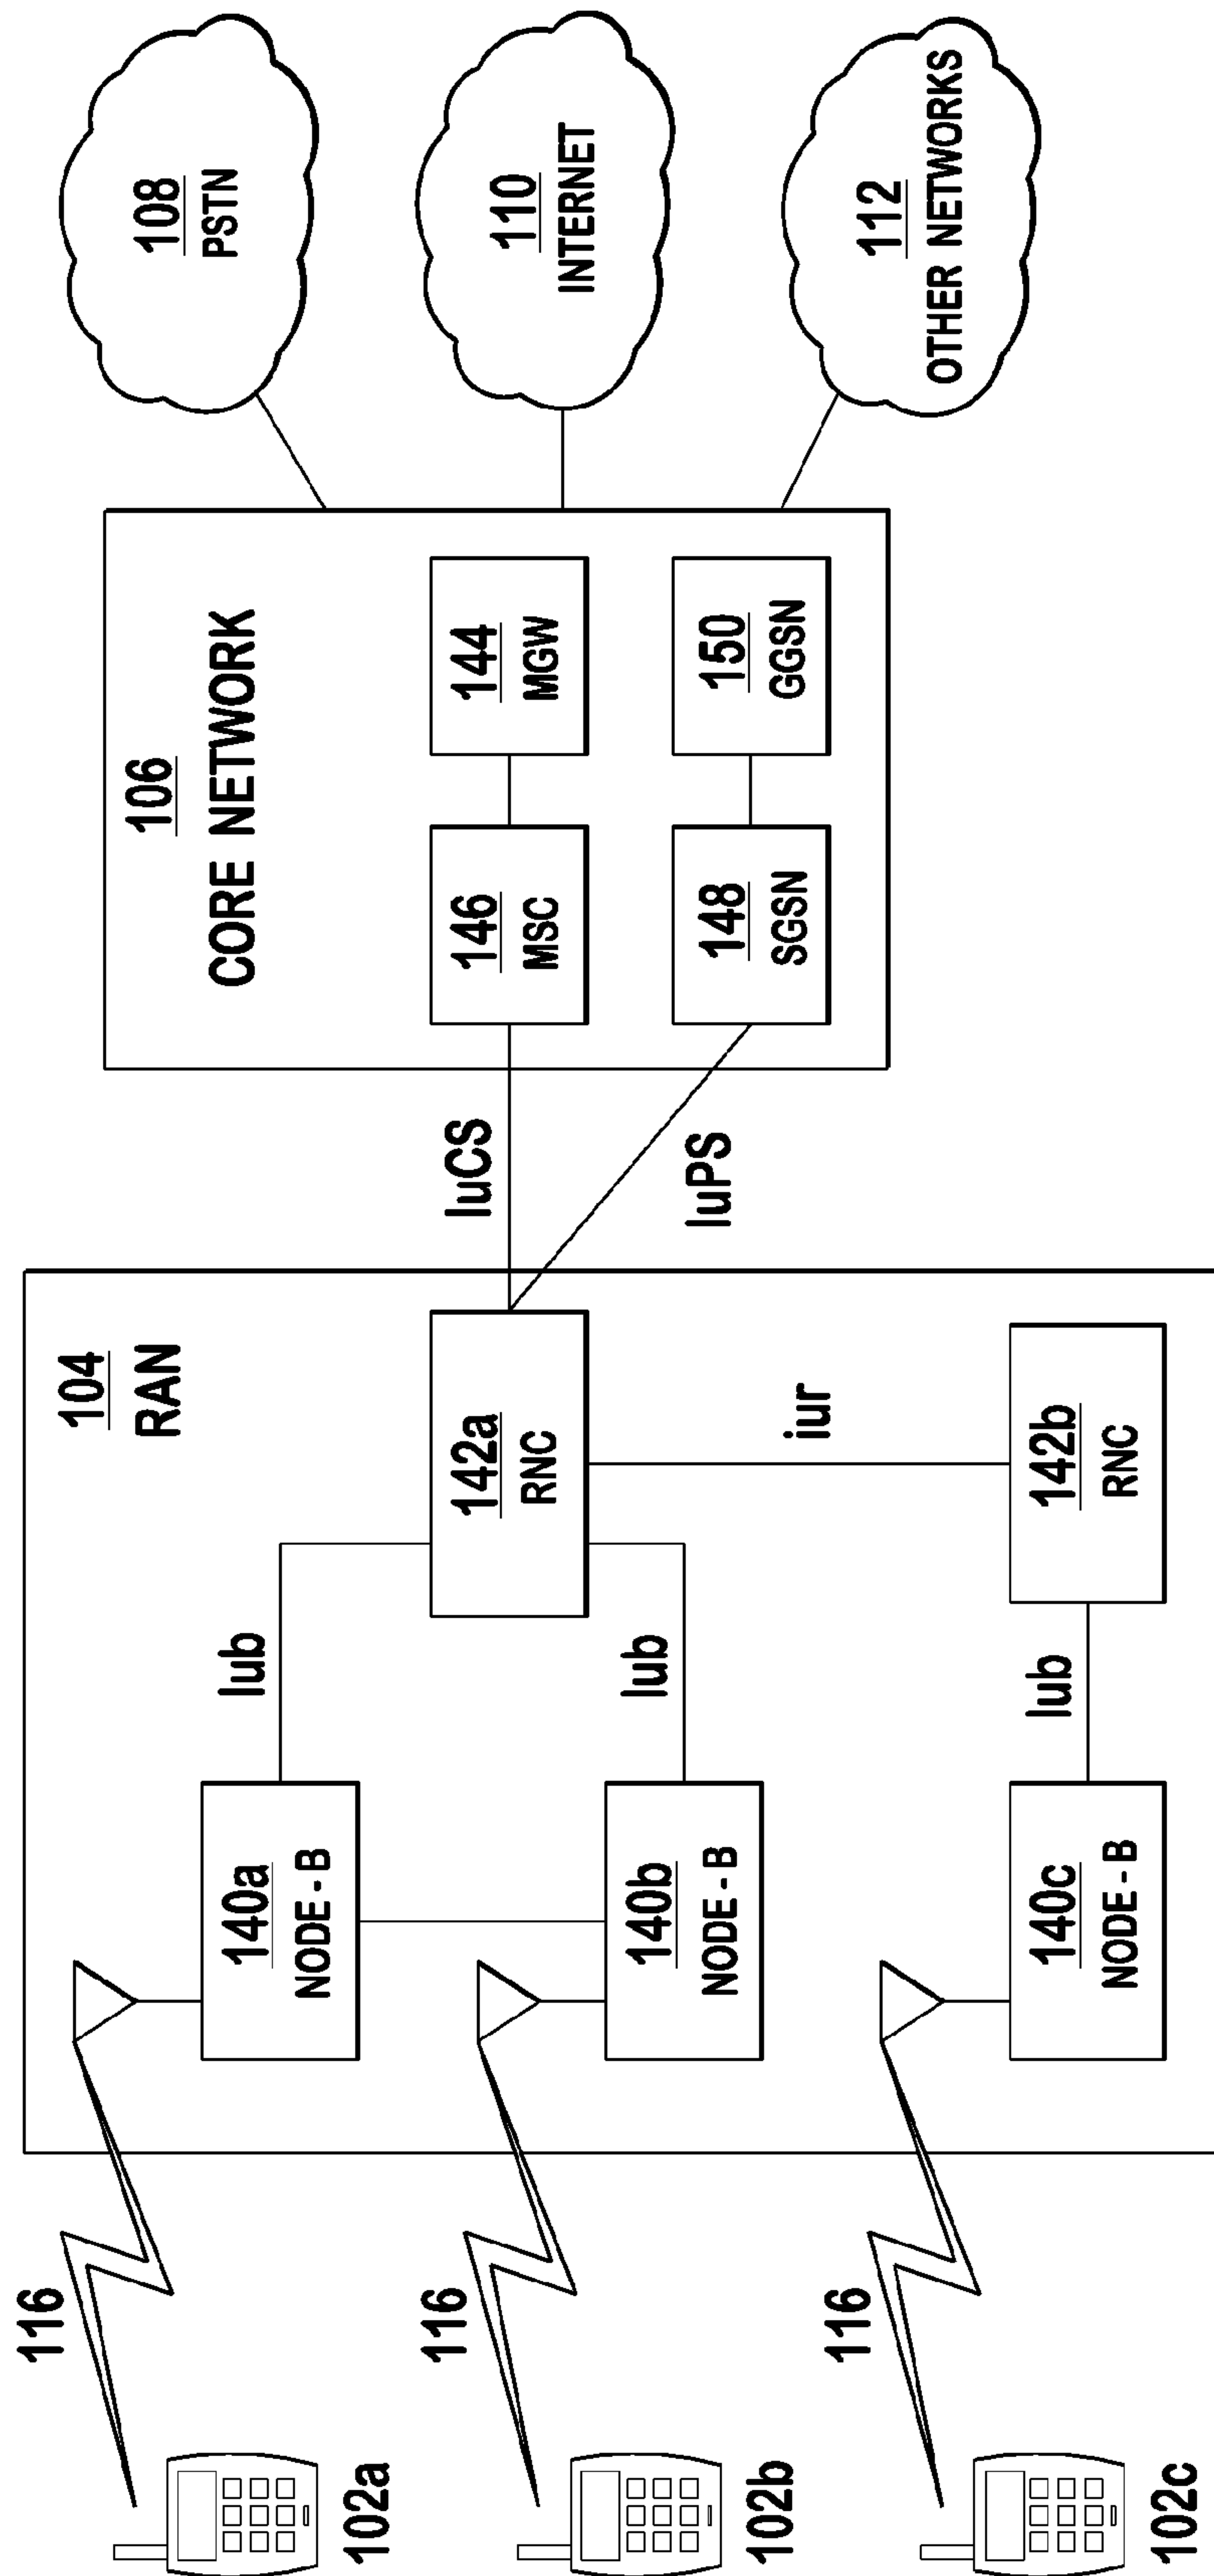 116
102a
116
102b
116
102c
104
RAN
140a
NODE - B
Iub
140b
NODE - B
Iub
142a
RNC
iur
140c
NODE - B
Iub
142b
RNC
IuCS
IuPS
106
CORE NETWORK
146
MSC
144
MGW
148
SGSN
150
GGSN
108
PSTN
110
INTERNET
112
OTHER NETWORKS